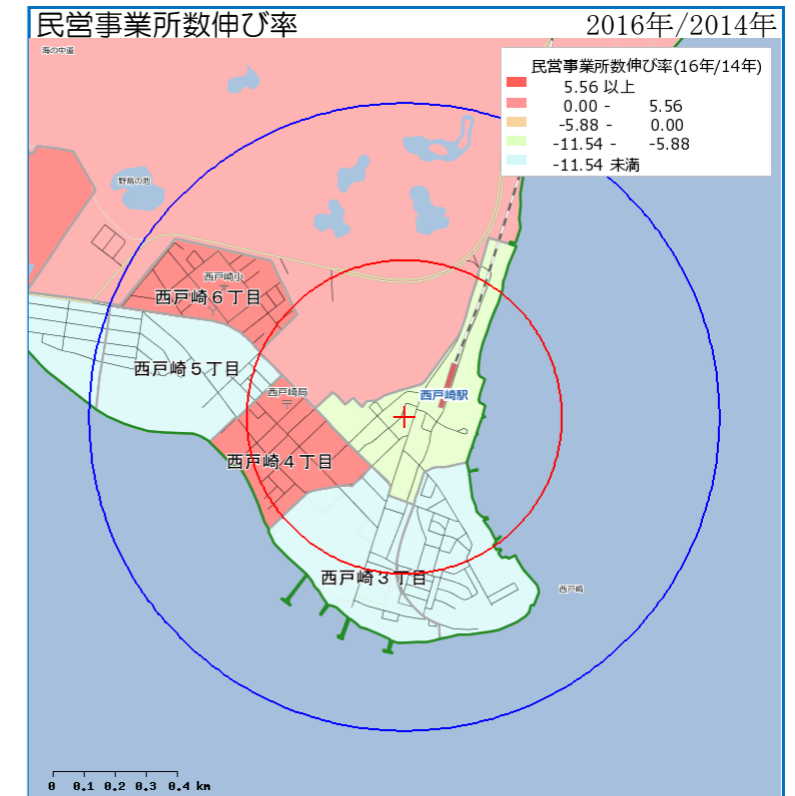 民営事業所数伸び率 2016年/2014年
海の中道
民営事業所数伸び率(16年/14年)
5.56 以上
0.00 - 5.56
-5.88 - 0.00
-11.54 - -5.88
-11.54 未満
野鳥の池
西戸崎小
西戸崎６丁目
西戸崎５丁目
西戸崎局
西戸崎駅
西戸崎４丁目
西戸崎３丁目
西戸崎
0 0.1 0.2 0.3 0.4 km